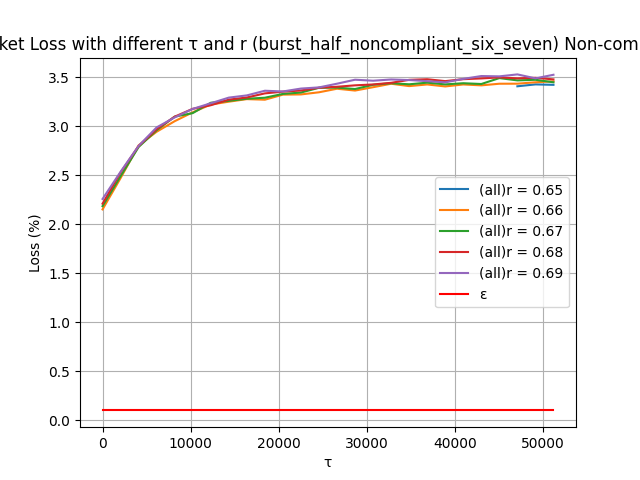 ket Loss with different τ and r (burst_half_noncompliant_six_seven) Non-com
Loss (%)
3.5
3.0
2.5
2.0
1.5
1.0
0.5
0.0
(all)r = 0.65
(all)r = 0.66
(all)r = 0.67
(all)r = 0.68
(all)r = 0.69
ε
0 10000 20000 30000 40000 50000
τ